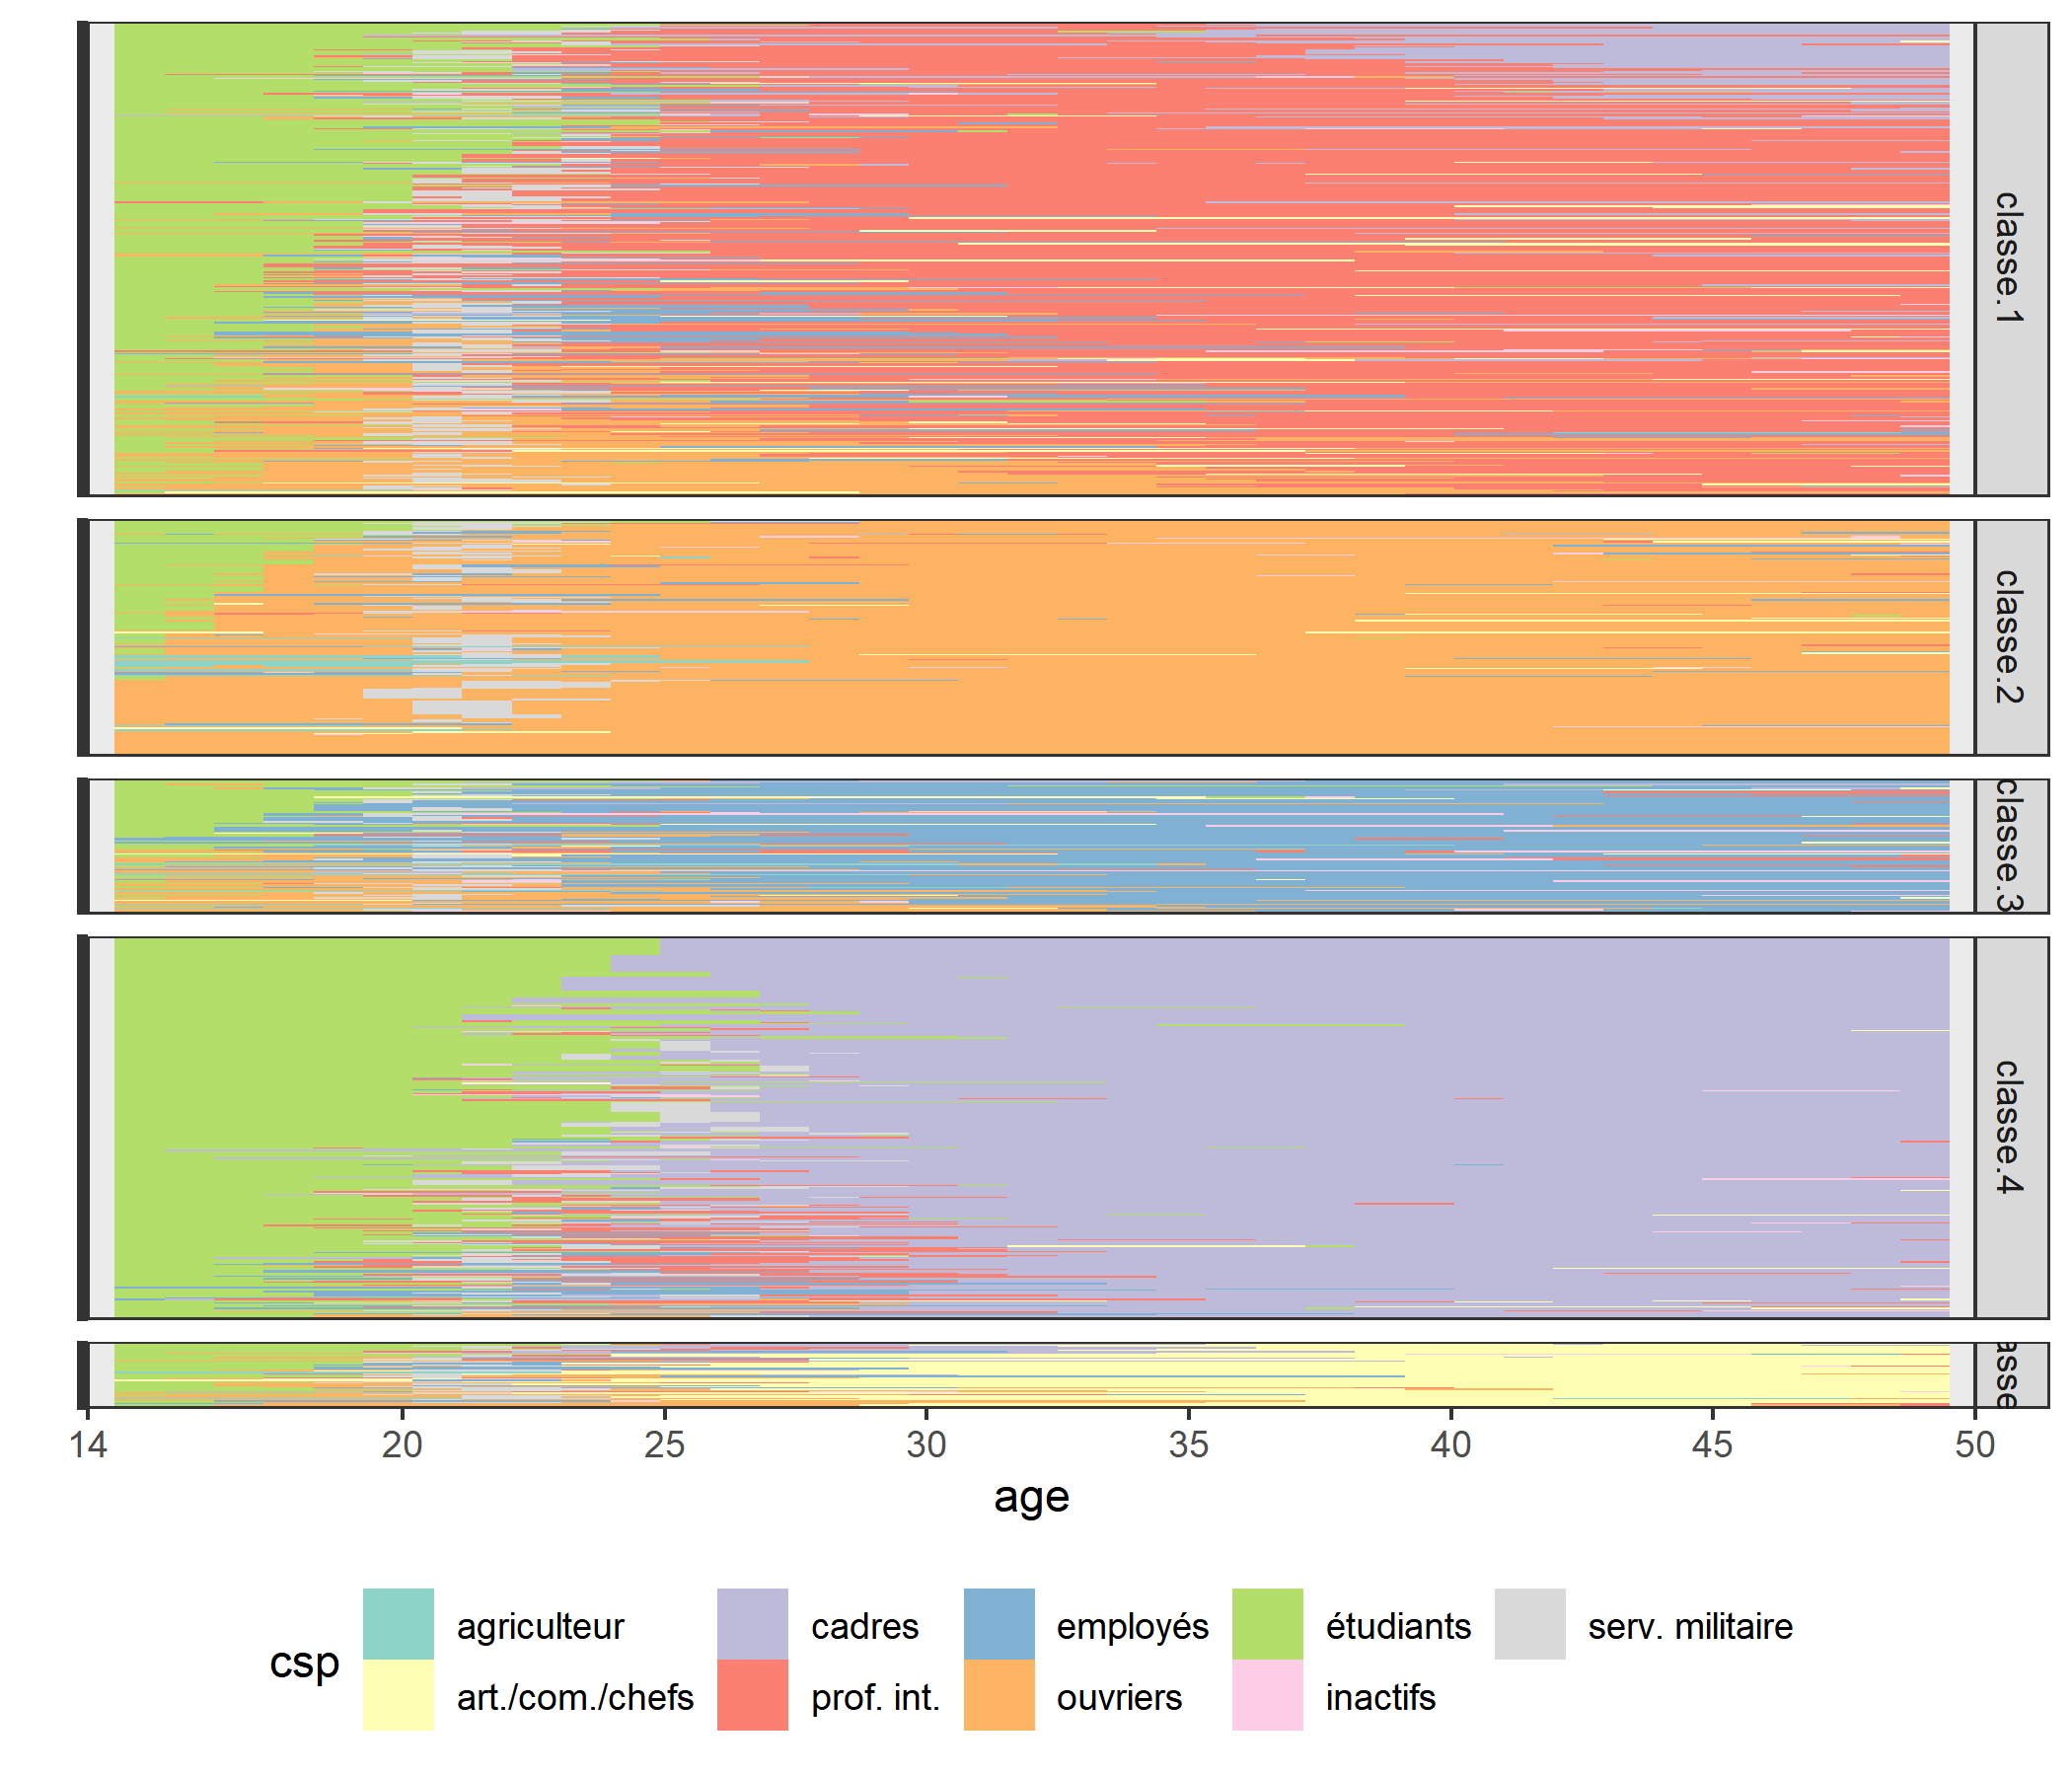 classe.1
classe.2
classe.3
classe.4
14 20 25 30 35 40 45 50
age
csp
agriculteur cadres employés étudiants serv. militaire
art./com./chefs prof. int. ouvriers inactifs